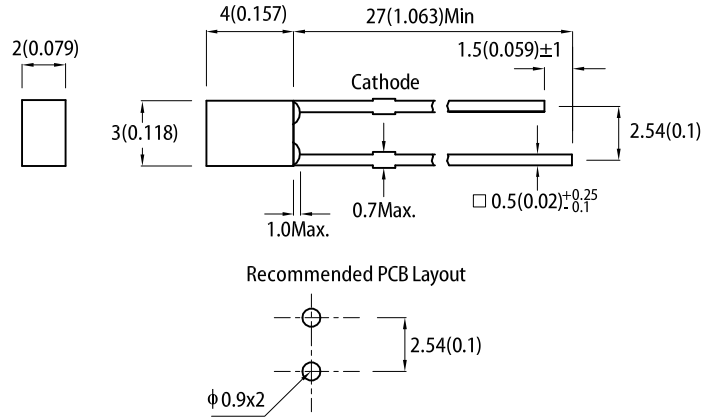 4(0.157)
27(1.063)Min
2(0.079)
1.5(0.059)±1
Cathode
3(0.118)
2.54(0.1)
□ 0.5(0.02)+0.25
- 0.1
0.7Max.
1.0Max.
Recommended PCB Layout
2.54(0.1)
ϕ0.9x2